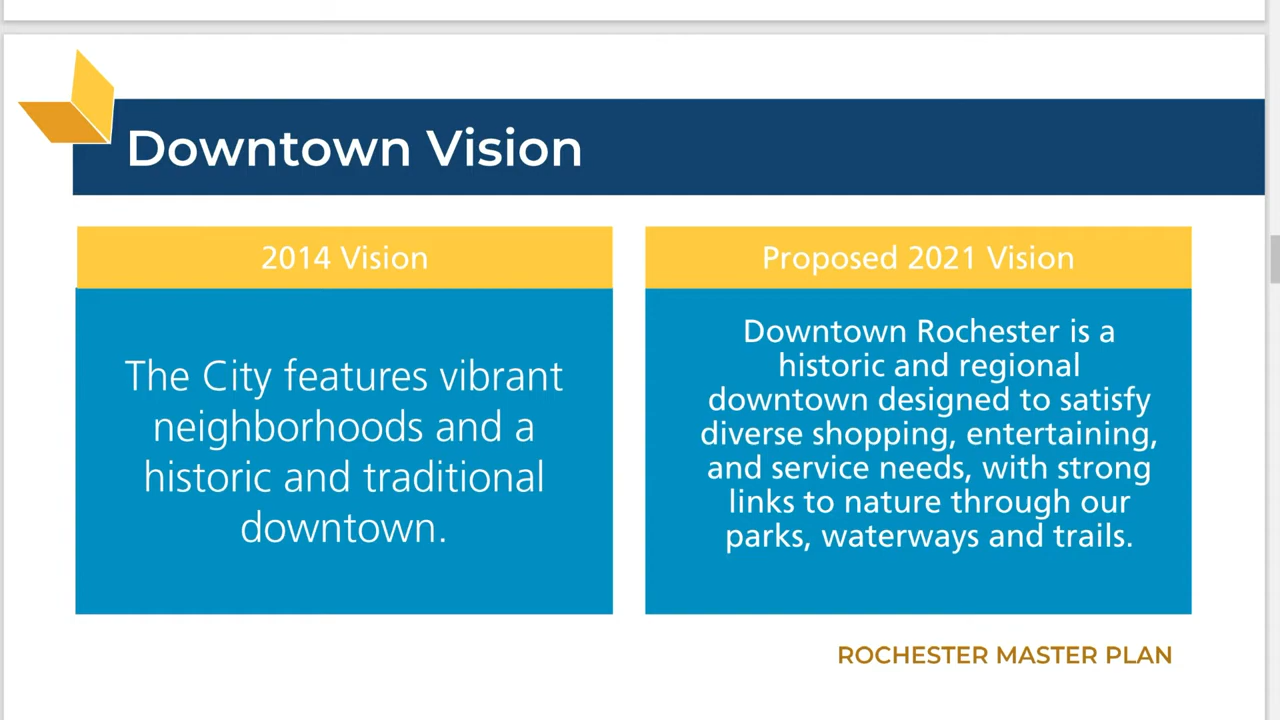 Downtown Vision
2014 Vision
The City features vibrant
neighborhoods and a
historic and traditional
downtown.
Proposed 2021 Vision
Downtown Rochester is a
historic and regional
downtown designed to satisfy
diverse shopping, entertaining,
and service needs, with strong
links to nature through our
parks, waterways and trails.
ROCHESTER MASTER PLAN